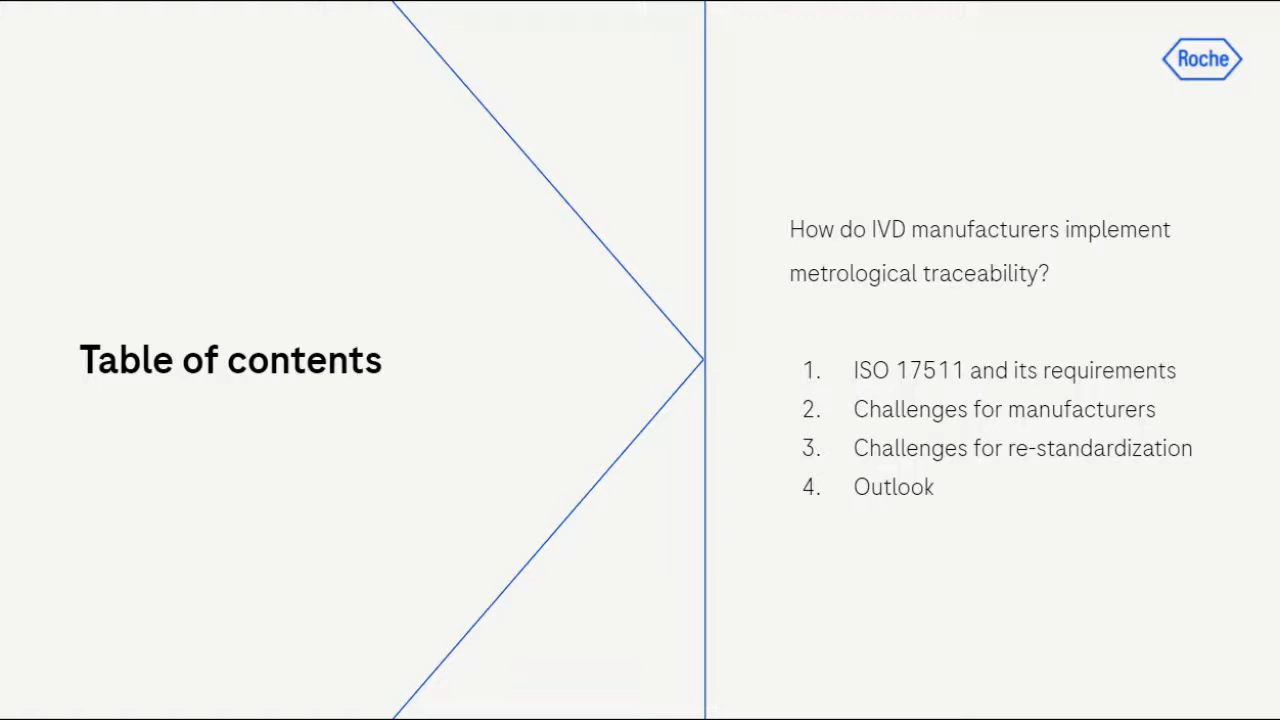 Roche
How do IVD manufacturers implement
metrological traceability?
Table of contents
1. ISO 17511 and its requirements
2. Challenges for manufacturers
3. Challenges for re-standardization
4. Outlook